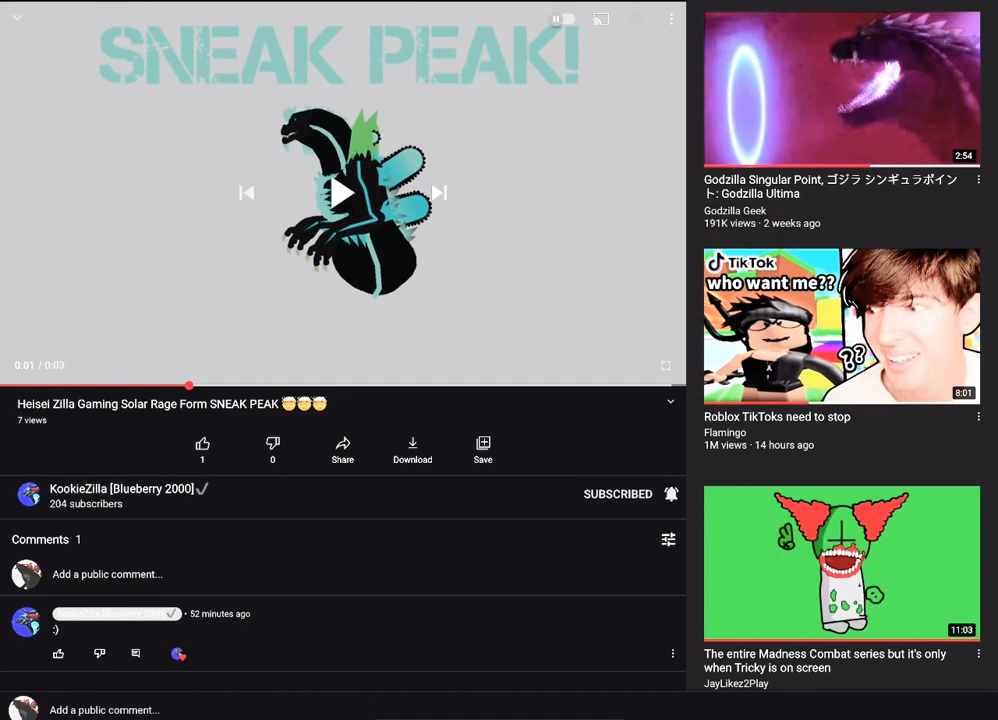 SNEAK PEAK!
0:01 / 0:03
Heisei Zilla Gaming Solar Rage Form SNEAK PEAK 🥳🥳🥳
7 views
1
0
Share
Download
Save
KookieZilla [Blueberry 2000]✔
204 subscribers
SUBSCRIBED
Comments 1
Add a public comment...
KookieZilla [Blueberry 2000]✔ • 52 minutes ago
:)
Add a public comment...
2:54
Godzilla Singular Point, ゴジラ シンギュラポイン
ト: Godzilla Ultima
Godzilla Geek
191K views · 2 weeks ago
TikTok
who want me??
??
8:01
Roblox TikToks need to stop
Flamingo
1M views · 14 hours ago
11:03
The entire Madness Combat series but it's only
when Tricky is on screen
JayLikez2Play